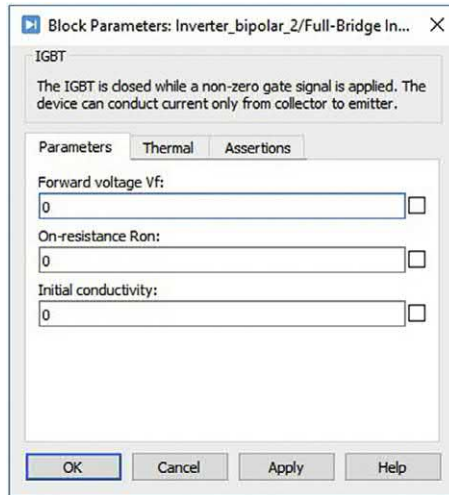 Block Parameters: Inverter_bipolar_2/Full-Bridge In...
IGBT
The IGBT is closed while a non-zero gate signal is applied. The
device can conduct current only from collector to emitter.
Parameters Thermal Assertions
Forward voltage Vf:
0
On-resistance Ron:
0
Initial conductivity:
0
OK Cancel Apply Help